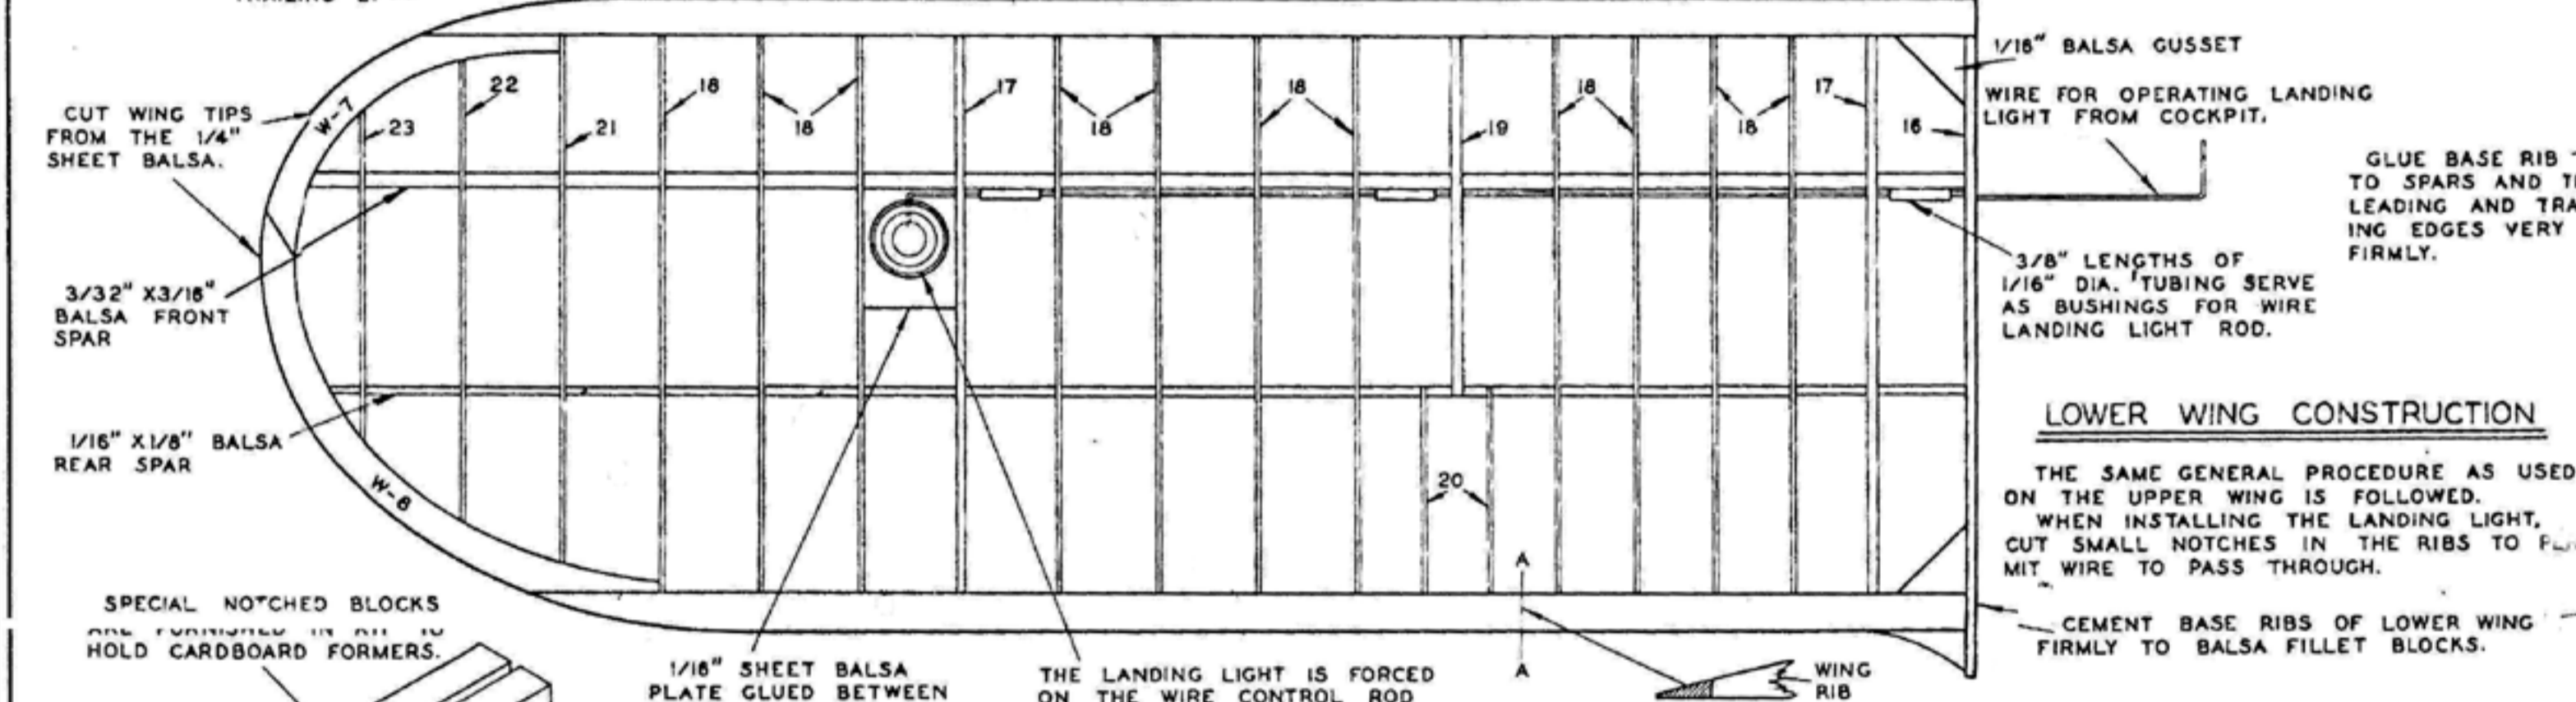 CUT WING TIPS
FROM THE 1/4"
SHEET BALSA.
W-7
23
22
21
18
18
17
18
18
19
18
18
17
16
1/16" BALSA GUSSET
WIRE FOR OPERATING LANDING
LIGHT FROM COCKPIT.
GLUE BASE RIB
TO SPARS AND
LEADING AND
ING EDGES VERY
FIRMLY.
3/32" X 3/16"
BALSA FRONT
SPAR
3/8" LENGTHS OF
1/16" DIA. TUBING SERVE
AS BUSHINGS FOR WIRE
LANDING LIGHT ROD.
1/16" X 1/8" BALSA
REAR SPAR
W-8
20
LOWER WING CONSTRUCTION
THE SAME GENERAL PROCEDURE AS USED
ON THE UPPER WING IS FOLLOWED.
WHEN INSTALLING THE LANDING LIGHT,
CUT SMALL NOTCHES IN THE RIBS TO
MIT WIRE TO PASS THROUGH.
CEMENT BASE RIBS OF LOWER WING
FIRMLY TO BALSA FILLET BLOCKS.
SPECIAL NOTCHED BLOCKS
ARE FURNISHED IN KIT TO
HOLD CARDBOARD FORMERS.
1/16" SHEET BALSA
PLATE GLUED BETWEEN
THE LANDING LIGHT IS FORCED
ON THE WIRE CONTROL ROD
A
A
WING
RIB